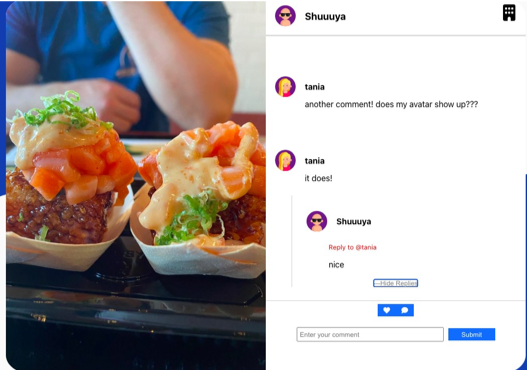 Shuuuya
tania
another comment! does my avatar show up???
tania
it does!
Shuuuya
Reply to @tania
nice
---Hide Replies
Enter your comment
Submit